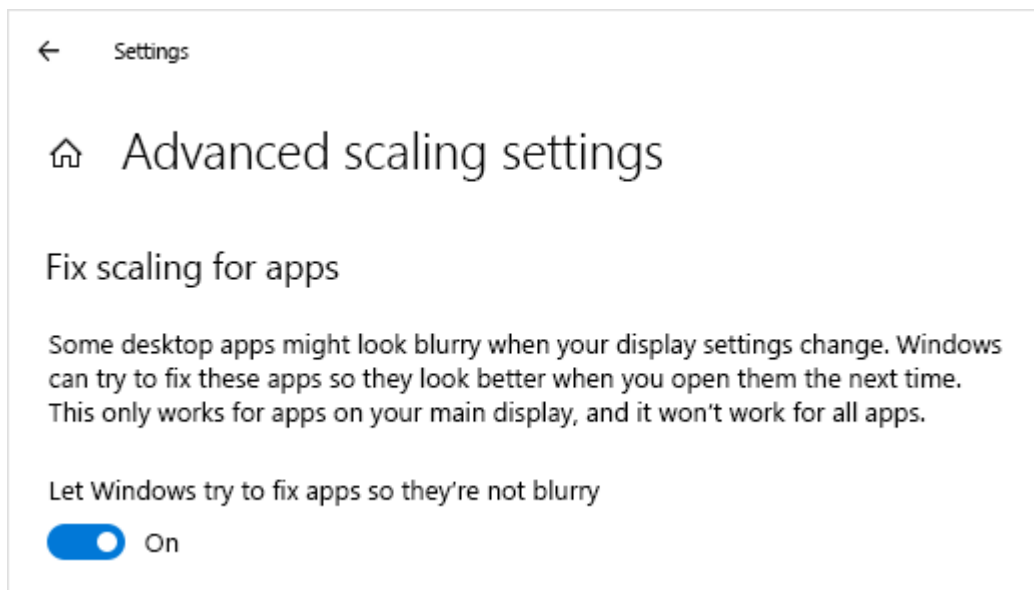 Settings
Advanced scaling settings
Fix scaling for apps
Some desktop apps might look blurry when your display settings change. Windows
can try to fix these apps so they look better when you open them the next time.
This only works for apps on your main display, and it won’t work for all apps.
Let Windows try to fix apps so they’re not blurry
On